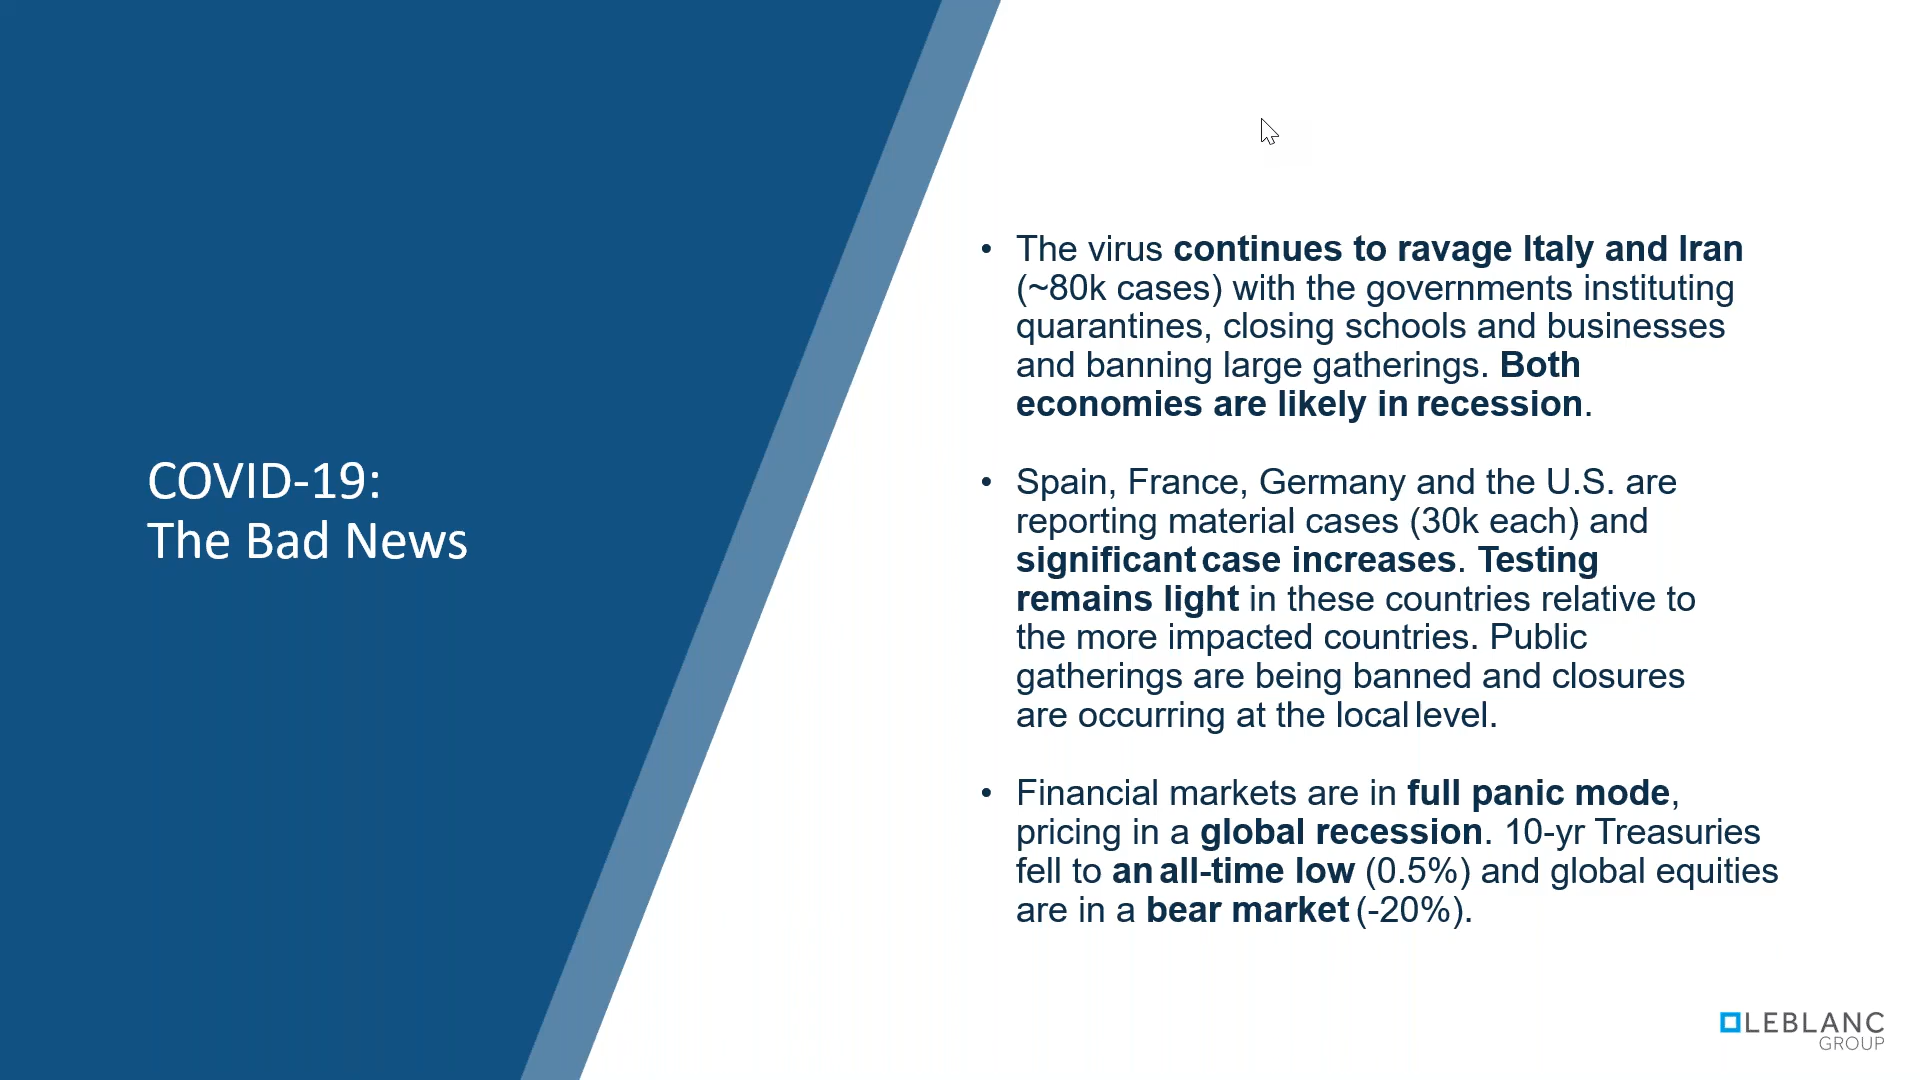 COVID-19:
The Bad News
• The virus continues to ravage Italy and Iran
(~80k cases) with the governments instituting
quarantines, closing schools and businesses
and banning large gatherings. Both
economies are likely in recession.
• Spain, France, Germany and the U.S. are
reporting material cases (30k each) and
significant case increases. Testing
remains light in these countries relative to
the more impacted countries. Public
gatherings are being banned and closures
are occurring at the local level.
• Financial markets are in full panic mode,
pricing in a global recession. 10-yr Treasuries
fell to an all-time low (0.5%) and global equities
are in a bear market (-20%).
LEBLANC
GROUP